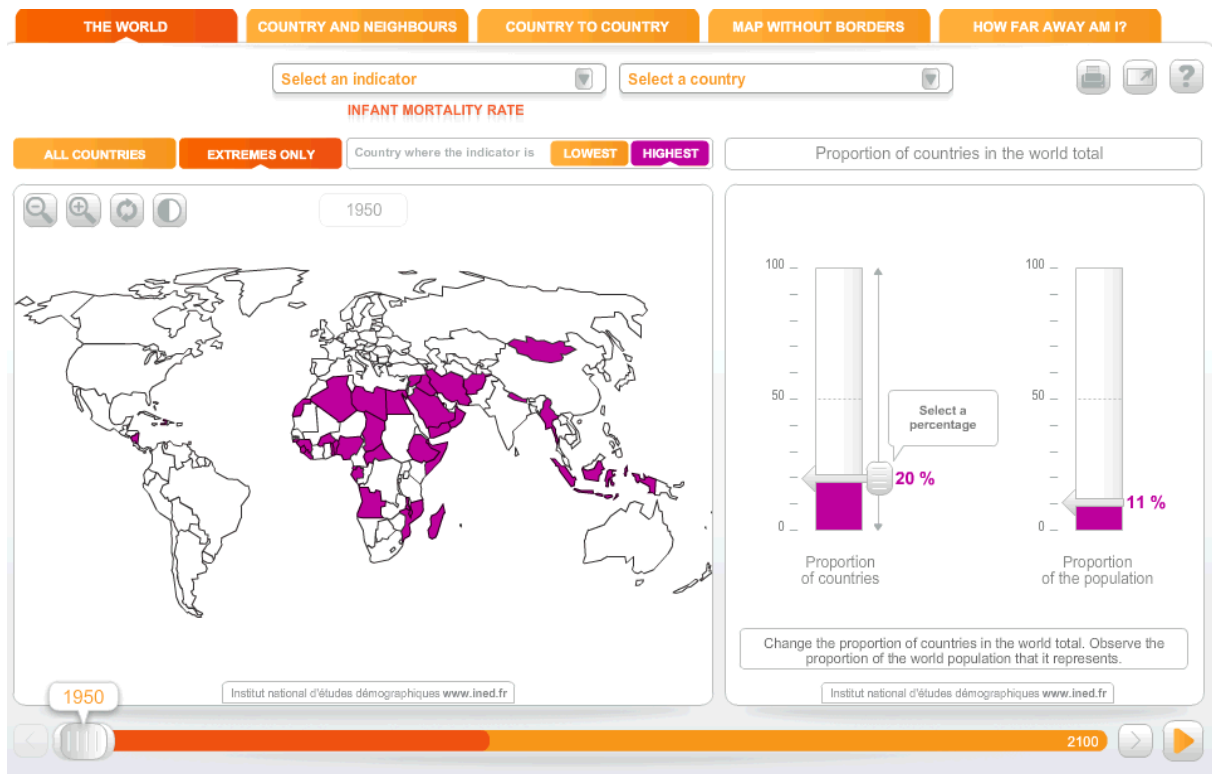 THE WORLD
COUNTRY AND NEIGHBOURS
COUNTRY TO COUNTRY
MAP WITHOUT BORDERS
HOW FAR AWAY AM I?
Select an indicator
Select a country
?
INFANT MORTALITY RATE
ALL COUNTRIES
EXTREMES ONLY
Country where the indicator is
LOWEST
HIGHEST
Proportion of countries in the world total
1950
100
50
0
Select a
percentage
20 %
Proportion
of countries
100
50
0
11 %
Proportion
of the population
Change the proportion of countries in the world total. Observe the
proportion of the world population that it represents.
Institut national d'études démographiques www.ined.fr
Institut national d'études démographiques www.ined.fr
1950
2100